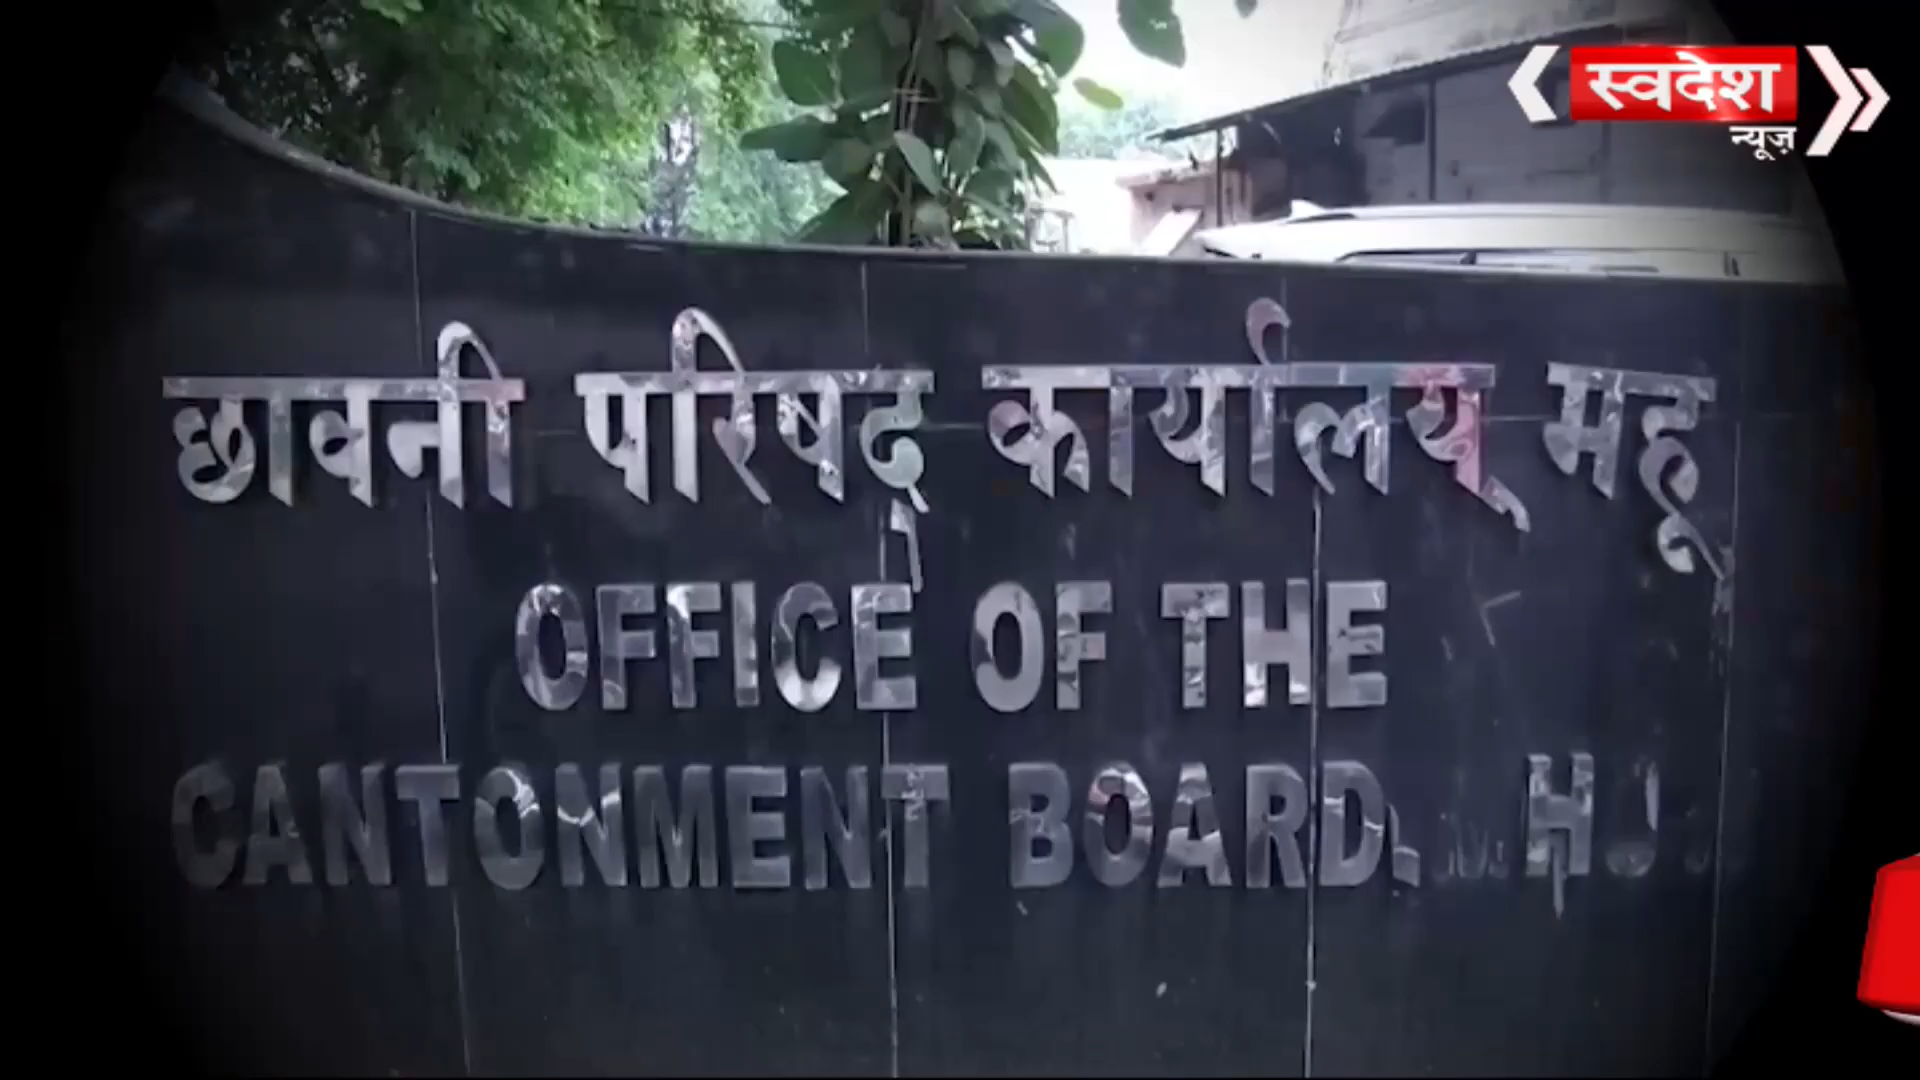 स्वदेश
न्यूज़
छावनी परिषद् कार्यालय् महू
OFFICE OF THE
CANTONMENT BOARD.